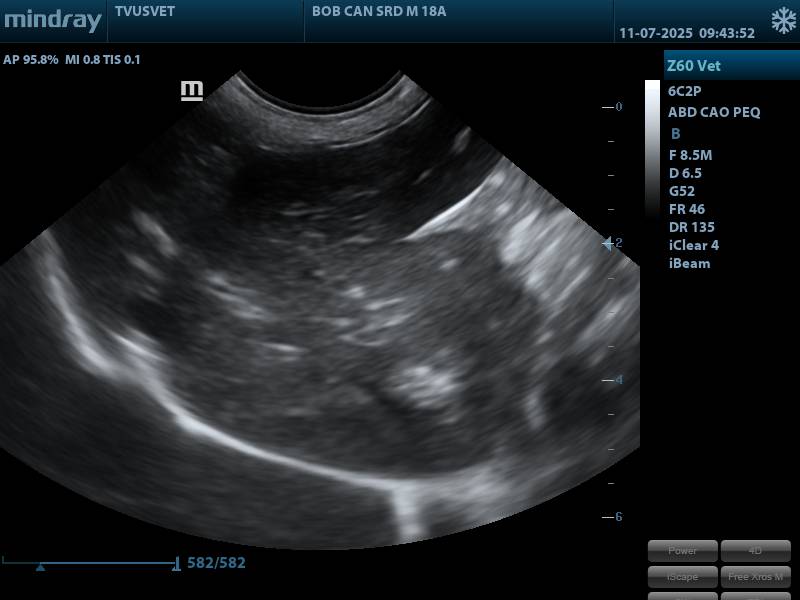 mindray
TVUSVET
BOB CAN SRD M 18A
11-07-2025 09:43:52
AP 95.8% MI 0.8 TIS 0.1
m
Z60 Vet
6C2P
ABD CAO PEQ
B
F 8.5M
D 6.5
G52
FR 46
DR 135
iClear 4
iBeam
0
2
4
6
582/582
Power
4D
iScape
Free Xros M